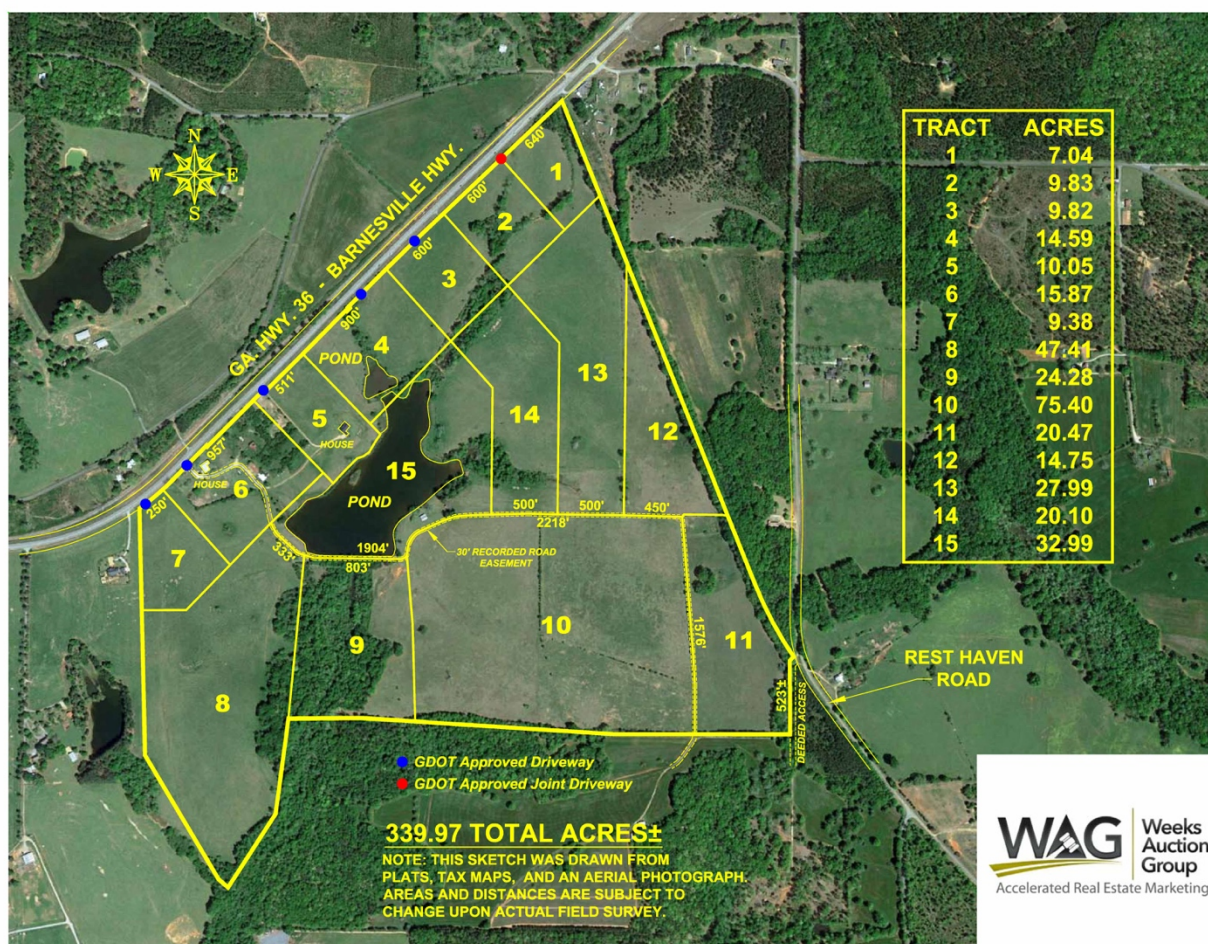 GA. HWY. 36 - BARNESVILLE HWY.
N
W E
S
640'
600'
600'
900'
511'
957'
250'
1
2
3
4
POND
5
HOUSE
6
HOUSE
7
8
9
10
11
12
13
14
15
POND
333'
1904'
803'
500'
500'
450'
2218'
30' RECORDED ROAD
EASEMENT
1576'
523'±
DEEDED ACCESS
REST HAVEN
ROAD
TRACT ACRES
1 7.04
2 9.83
3 9.82
4 14.59
5 10.05
6 15.87
7 9.38
8 47.41
9 24.28
10 75.40
11 20.47
12 14.75
13 27.99
14 20.10
15 32.99
GDOT Approved Driveway
GDOT Approved Joint Driveway
339.97 TOTAL ACRES±
NOTE: THIS SKETCH WAS DRAWN FROM
PLATS, TAX MAPS, AND AN AERIAL PHOTOGRAPH.
AREAS AND DISTANCES ARE SUBJECT TO
CHANGE UPON ACTUAL FIELD SURVEY.
WAG
Weeks
Auction
Group
Accelerated Real Estate Marketing